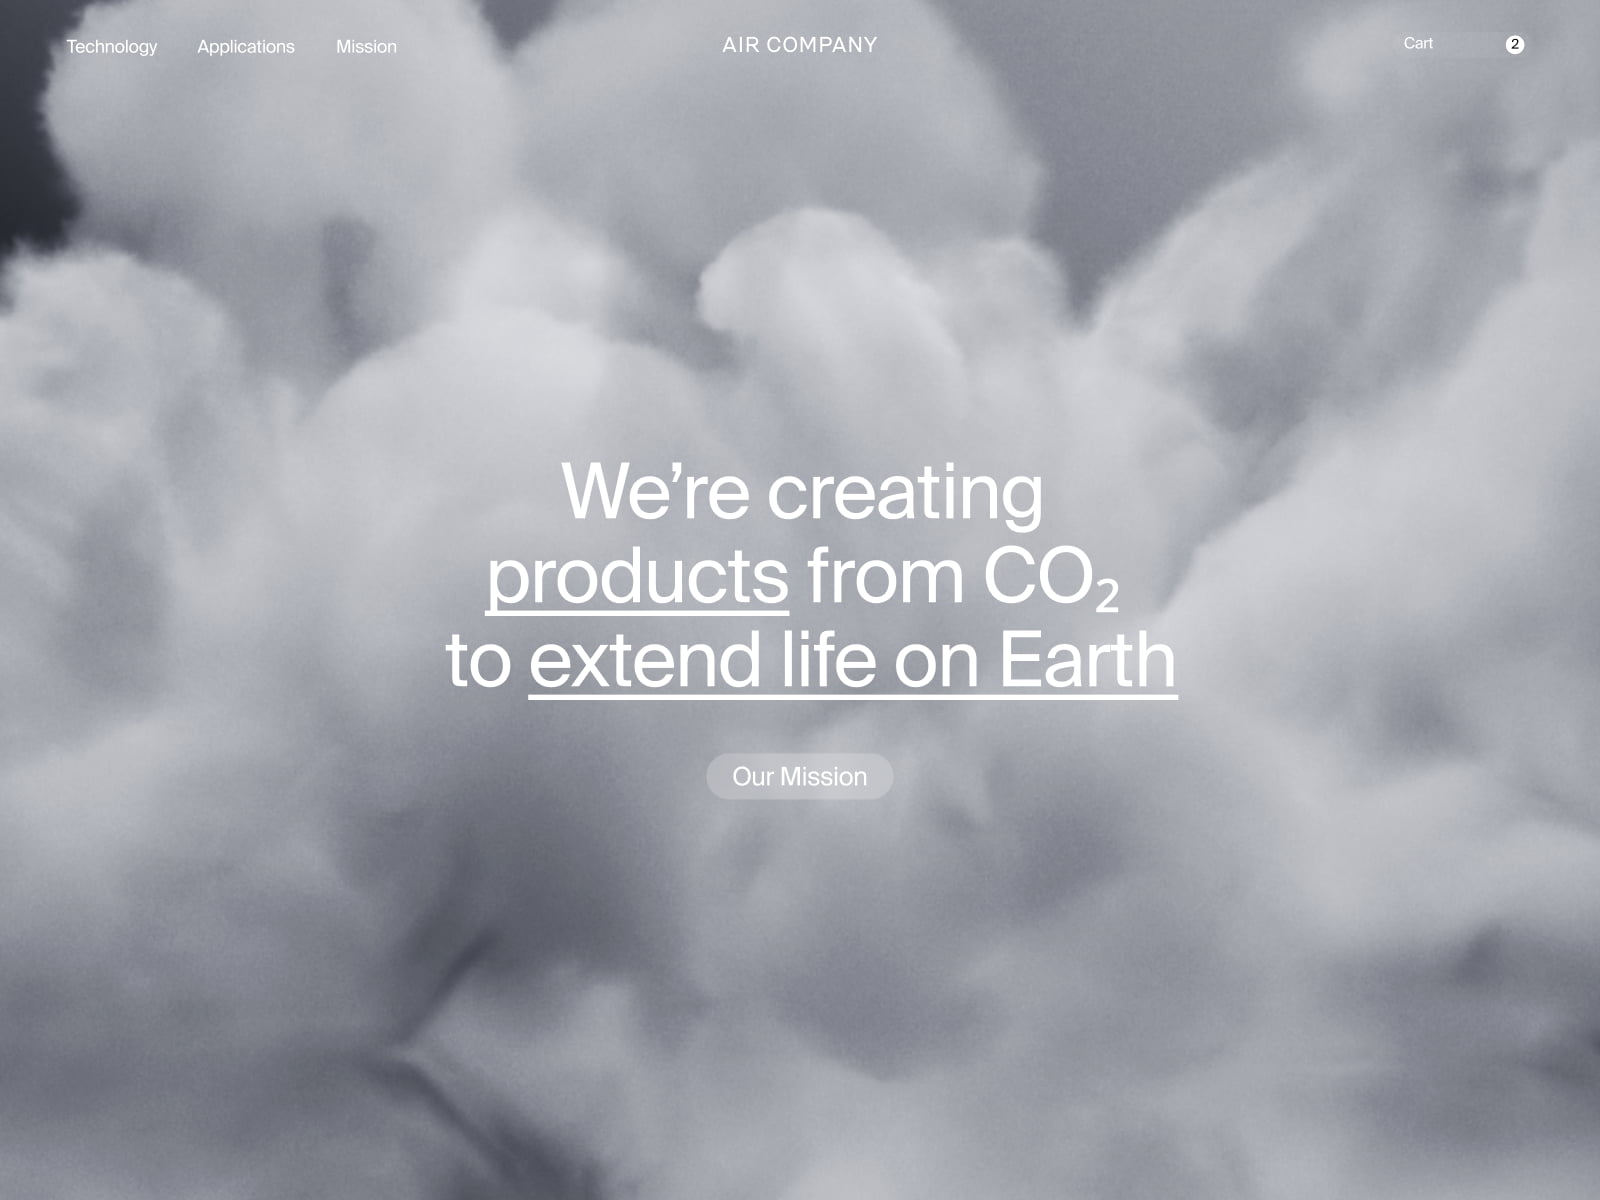 Technology Applications Mission AIR COMPANY Cart 2
We’re creating
products from CO₂
to extend life on Earth
Our Mission